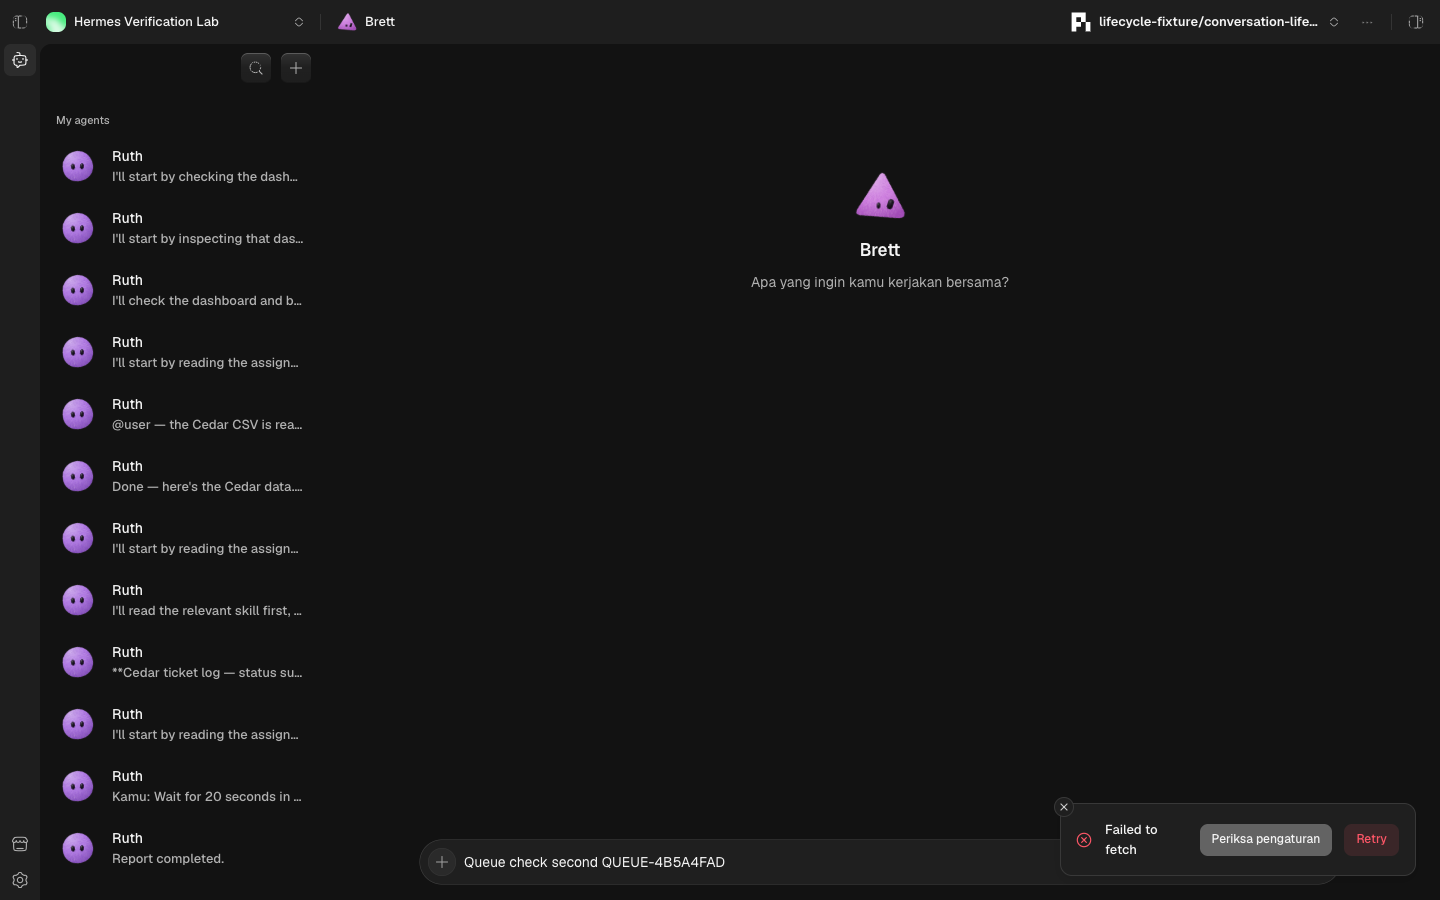 Hermes Verification Lab
Brett
lifecycle-fixture/conversation-life...
My agents
Ruth
I'll start by checking the dash...
Ruth
I'll start by inspecting that das...
Ruth
I'll check the dashboard and b...
Ruth
I'll start by reading the assign...
Ruth
@user — the Cedar CSV is rea...
Ruth
Done — here's the Cedar data....
Ruth
I'll start by reading the assign...
Ruth
I'll read the relevant skill first, ...
Ruth
**Cedar ticket log — status su...
Ruth
I'll start by reading the assign...
Ruth
Kamu: Wait for 20 seconds in ...
Ruth
Report completed.
Brett
Apa yang ingin kamu kerjakan bersama?
Queue check second QUEUE-4B5A4FAD
Failed to
fetch
Periksa pengaturan
Retry